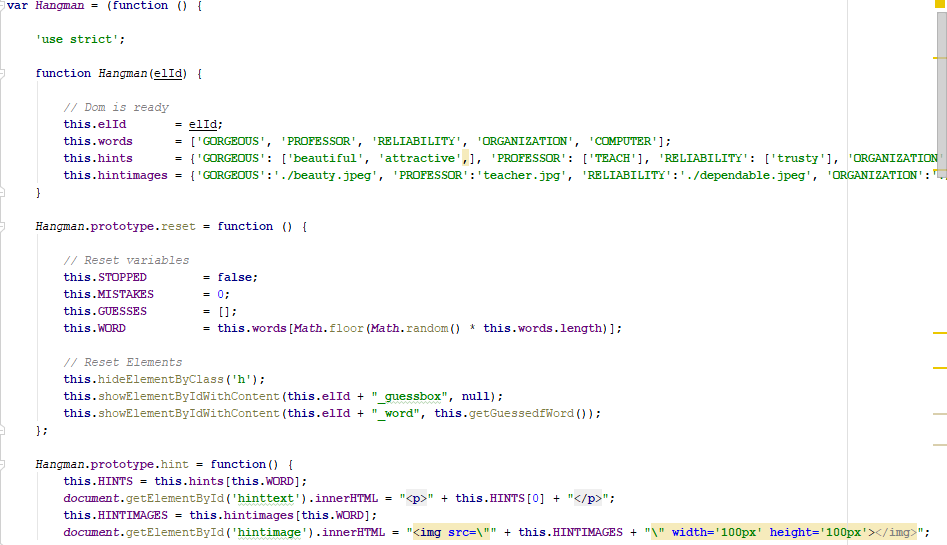 var Hangman = (function () {
'use strict';
function Hangman(elId) {
// Dom is ready
this.elId = elId;
this.words = ['GORGEOUS', 'PROFESSOR', 'RELIABILITY', 'ORGANIZATION', 'COMPUTER'];
this.hints = {'GORGEOUS': ['beautiful', 'attractive',], 'PROFESSOR': ['TEACH'], 'RELIABILITY': ['trusty'], 'ORGANIZATION'
this.hintimages = {'GORGEOUS':'./beauty.jpeg', 'PROFESSOR':'teacher.jpg', 'RELIABILITY':'./dependable.jpeg', 'ORGANIZATION':'
}
Hangman.prototype.reset = function () {
// Reset variables
this.STOPPED = false;
this.MISTAKES = 0;
this.GUESSES = [];
this.WORD = this.words[Math.floor(Math.random() * this.words.length)];
// Reset Elements
this.hideElementByClass('h');
this.showElementByIdWithContent(this.elId + "_guessbox", null);
this.showElementByIdWithContent(this.elId + "_word", this.getGuessedfWord());
};
Hangman.prototype.hint = function() {
this.HINTS = this.hints[this.WORD];
document.getElementById('hinttext').innerHTML = "<p>" + this.HINTS[0] + "</p>";
this.HINTIMAGES = this.hintimages[this.WORD];
document.getElementById('hintimage').innerHTML = "<img src=\"" + this.HINTIMAGES + "\" width='100px' height='100px'></img>";